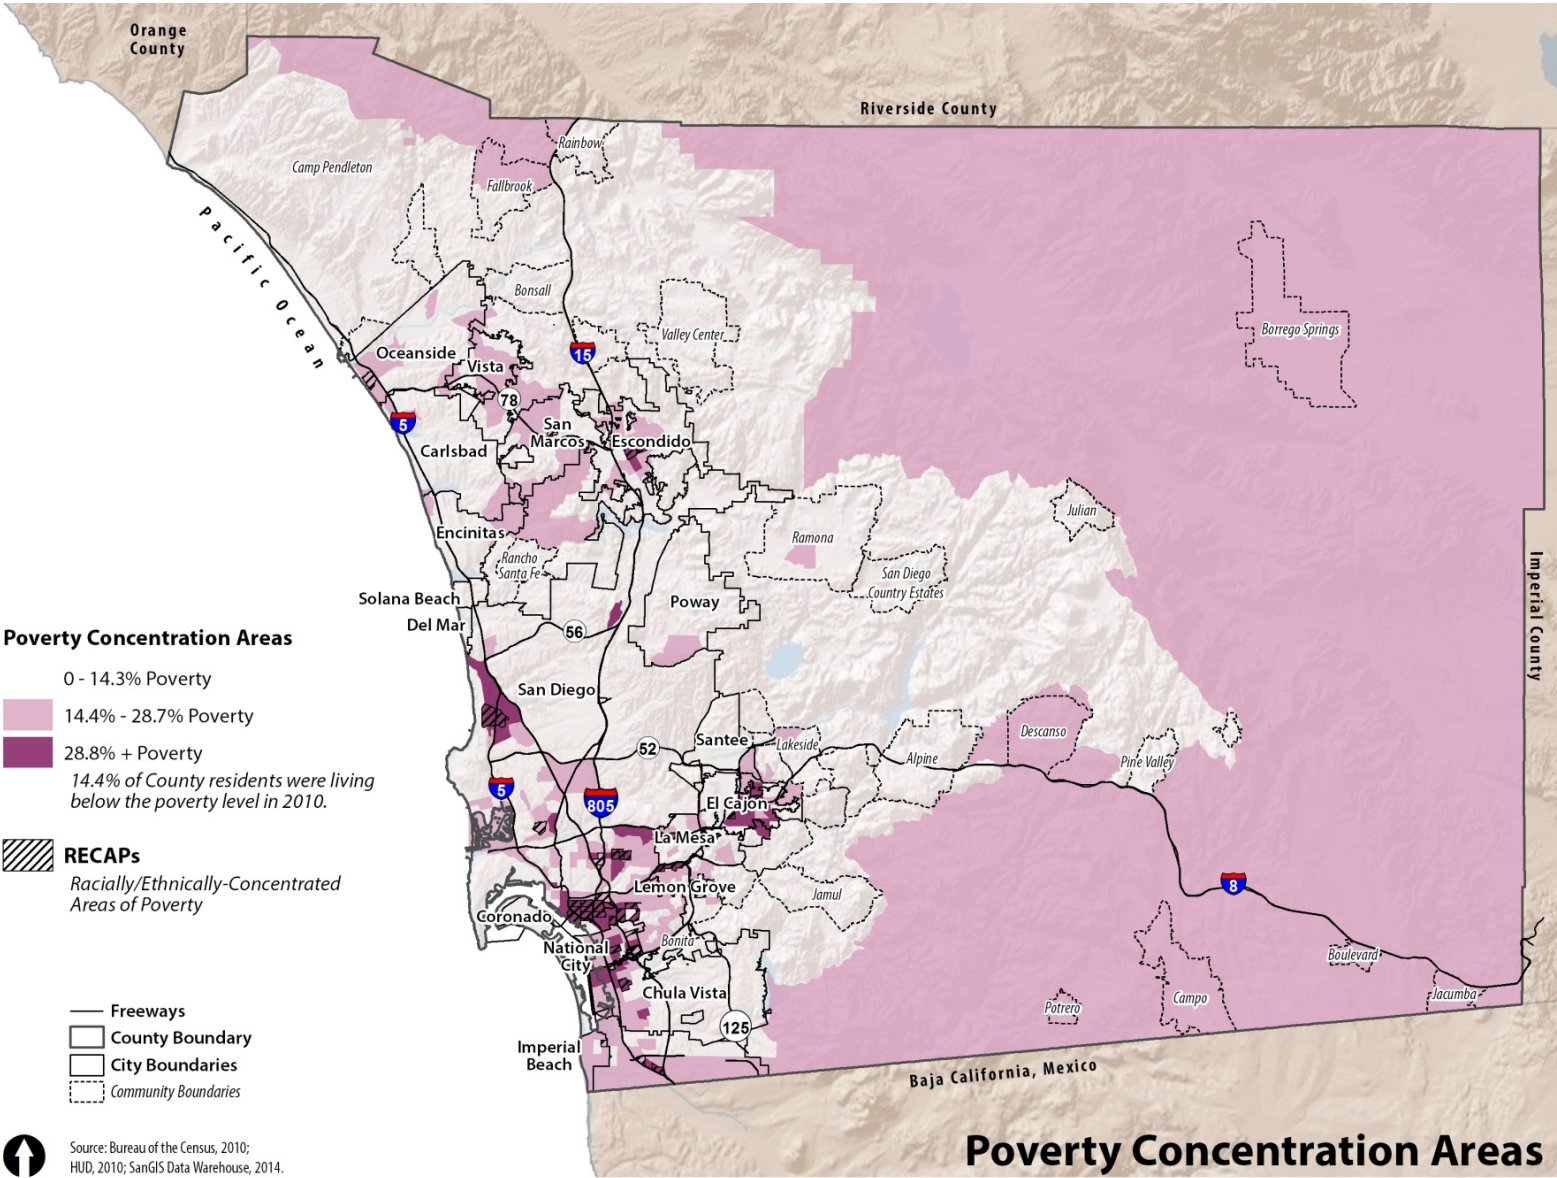 Orange
County
Riverside County
Rainbow
Camp Pendleton
Fallbrook
Pacific Ocean
Bonsall
Valley Center
Borrego Springs
Oceanside
Vista
15
78
5
San
Marcos
Escondido
Carlsbad
Julian
Encinitas
Ramona
Rancho
Santa Fe
San Diego
Country Estates
Imperial County
Solana Beach
Del Mar
Poway
56
Poverty Concentration Areas
0 - 14.3% Poverty
14.4% - 28.7% Poverty
28.8% + Poverty
14.4% of County residents were living
below the poverty level in 2010.
RECAPs
Racially/Ethnically-Concentrated
Areas of Poverty
San Diego
52
Santee
Lakeside
Alpine
Descanso
Pine Valley
5
805
El Cajon
La Mesa
Lemon Grove
Jamul
8
Coronado
National
City
Bonita
Chula Vista
125
Boulevard
Jacumba
Campo
Potrero
Imperial
Beach
Baja California, Mexico
Freeways
County Boundary
City Boundaries
Community Boundaries
Source: Bureau of the Census, 2010;
HUD, 2010; SanGIS Data Warehouse, 2014.
Poverty Concentration Areas